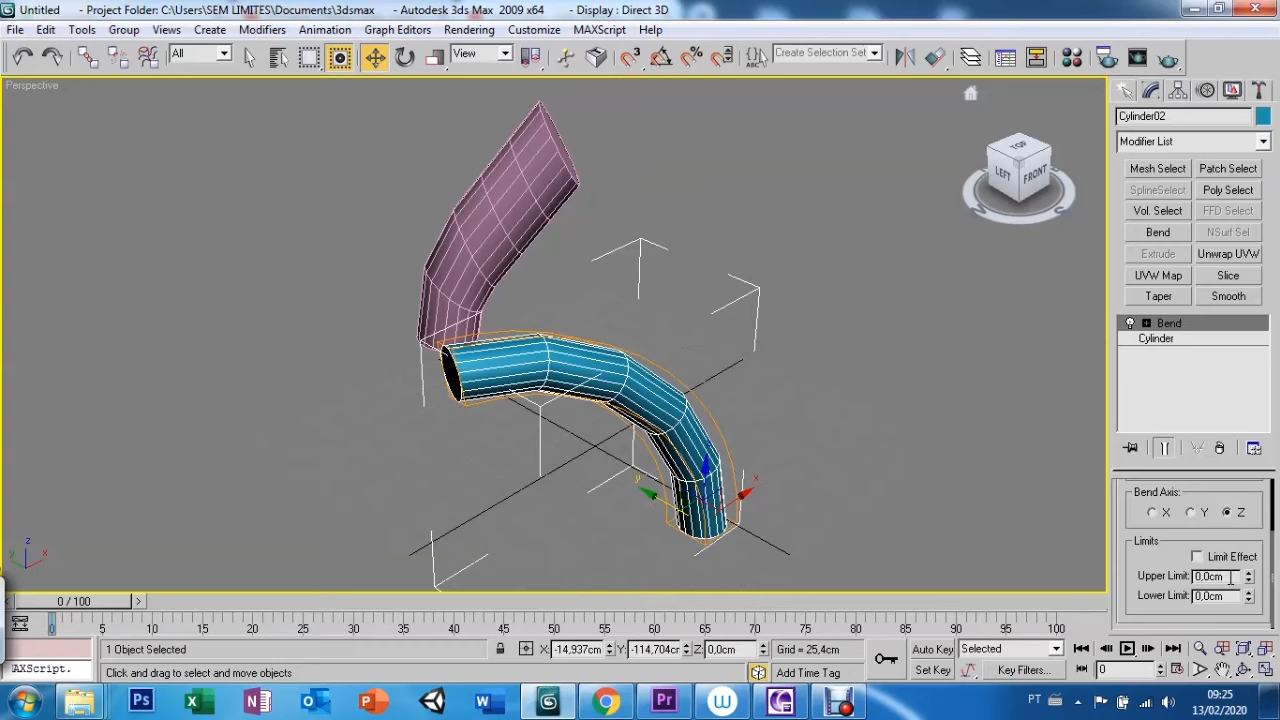 Untitled - Project Folder: C:\Users\SEM LIMITES\Documents\3dsmax - Autodesk 3ds Max 2009 x64 - Display : Direct 3D
File Edit Tools Group Views Create Modifiers Animation Graph Editors Rendering Customize MAXScript Help
All View Create Selection Set
Perspective
TOP
LEFT FRONT
Cylinder02
Modifier List
Mesh Select Patch Select
SplineSelect Poly Select
Vol. Select FFD Select
Bend NSurf Sel
Extrude Unwrap UVW
UVW Map Slice
Taper Smooth
Bend
Cylinder
Bend Axis:
X Y Z
Limits
Limit Effect
Upper Limit: 0,0cm
Lower Limit: 0,0cm
x
y
z
y x
0 / 100
0 5 10 15 20 25 30 35 40 45 50 55 60 65 70 75 80 85 90 95 100
1 Object Selected X: -14,937cm Y: -114,704cr Z: 0,0cm Grid = 25,4cm Auto Key Selected
AXScript. Click and drag to select and move objects Add Time Tag Set Key Key Filters... 0
PT 09:25
13/02/2020